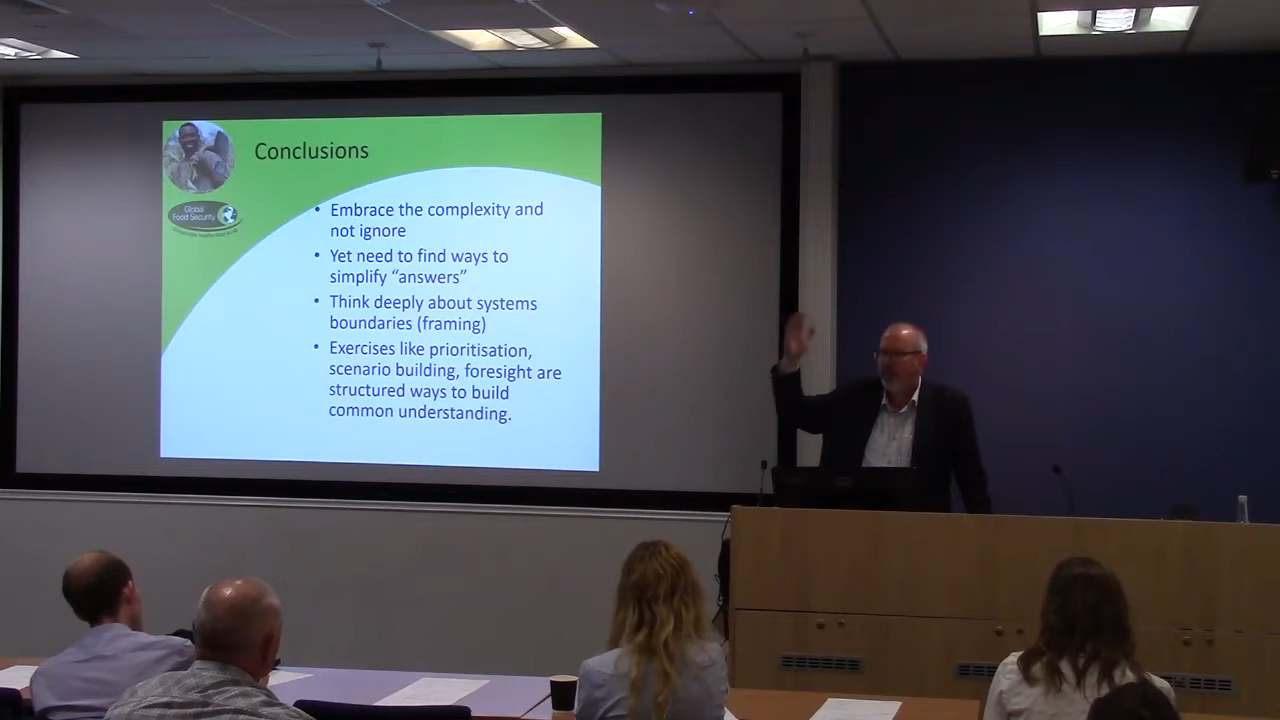 Conclusions
Global
Food Security
• Embrace the complexity and
not ignore
• Yet need to find ways to
simplify “answers”
• Think deeply about systems
boundaries (framing)
• Exercises like prioritisation,
scenario building, foresight are
structured ways to build
common understanding.